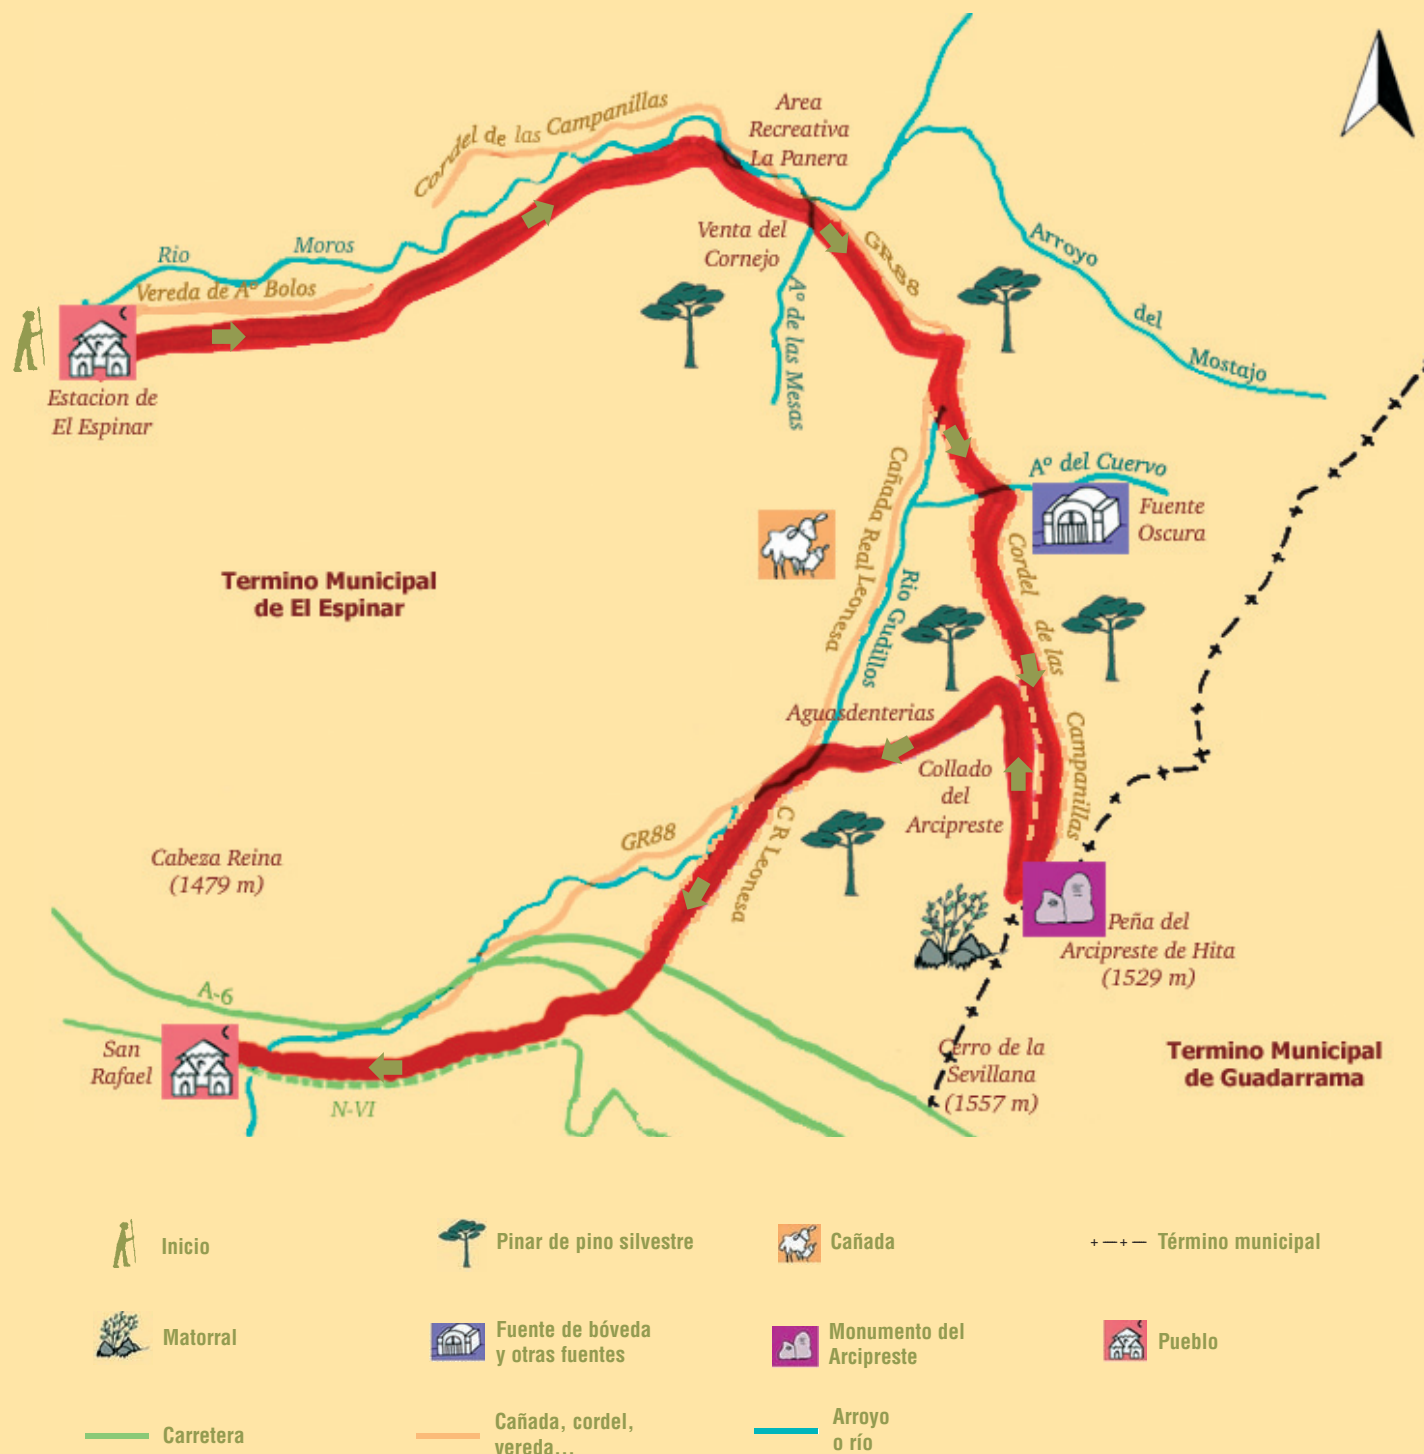 Cordel de las Campanillas
Area
Recreativa
La Panera
Rio Moros
Vereda de Aº Bolos
Venta del
Cornejo
GR88
Arroyo del Mostajo
Aº de las Mesas
Estacion de
El Espinar
Cañada Real Leonesa
Aº del Cuervo
Fuente
Oscura
Termino Municipal
de El Espinar
Rio Gudillos
Cordel de las Campanillas
Aguasdenterias
Collado
del
Arcipreste
C R Leonesa
GR88
Cabeza Reina
(1479 m)
Peña del
Arcipreste de Hita
(1529 m)
A-6
San
Rafael
N-VI
Cerro de la
Sevillana
(1557 m)
Termino Municipal
de Guadarrama
Inicio
Pinar de pino silvestre
Cañada
Término municipal
Matorral
Fuente de bóveda
y otras fuentes
Monumento del
Arcipreste
Pueblo
Carretera
Cañada, cordel,
vereda...
Arroyo
o río